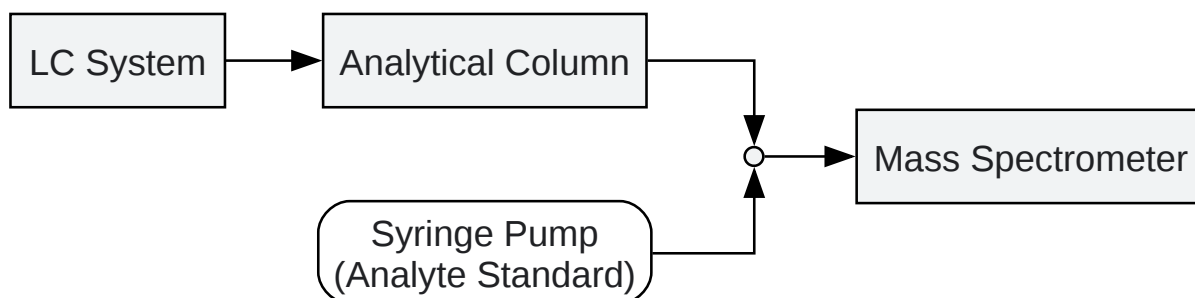 LC System
Analytical Column
Mass Spectrometer
Syringe Pump
(Analyte Standard)